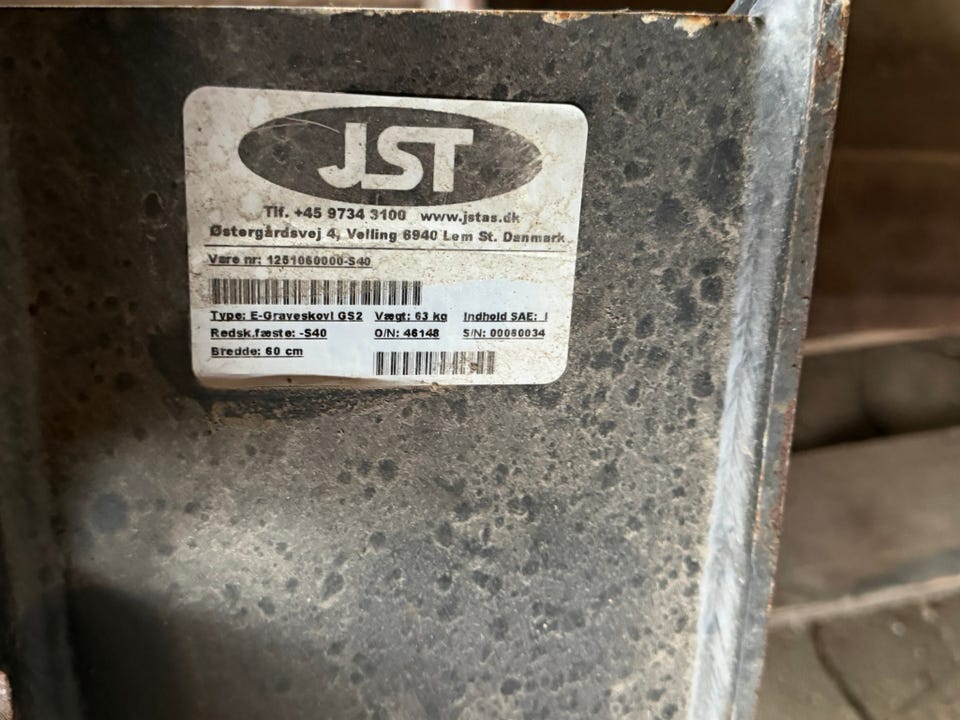 JST
Tlf. +45 9734 3100 www.jstas.dk
Østergårdsvej 4, Velling 6940 Lem St. Danmark
Vare nr: 1251060000-S40
Type: E-Graveskovl GS2 Vægt: 63 kg Indhold SAE: l
Redsk.fæste: -S40 O/N: 46148 S/N: 00060034
Bredde: 60 cm